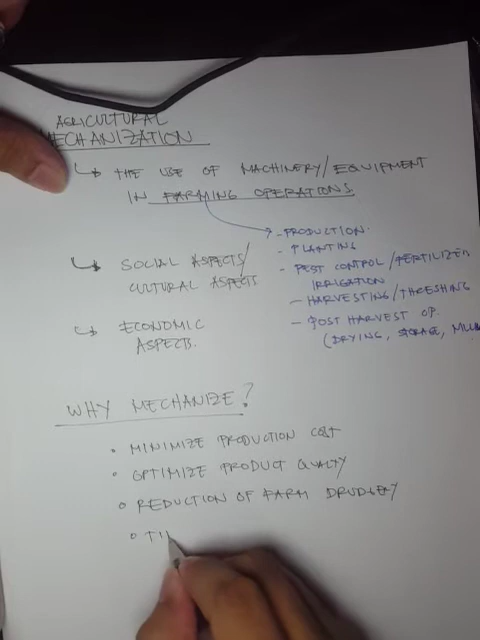 AGRICULTURAL
MECHANIZATION
THE USE OF MACHINERY/EQUIPMENT
IN FARMING OPERATIONS
- PRODUCTION
- PLANTING
- PEST CONTROL/FERTILIZER
IRRIGATION
- HARVESTING/THRESHING
- POST HARVEST OP.
(DRYING, STORAGE,
SOCIAL ASPECTS/
CULTURAL ASPECTS
ECONOMIC
ASPECTS.
WHY MECHANIZE?
• MINIMIZE PRODUCTION COST
• OPTIMIZE PRODUCT QUALITY
• REDUCTION OF FARM DRUDGERY
• TI